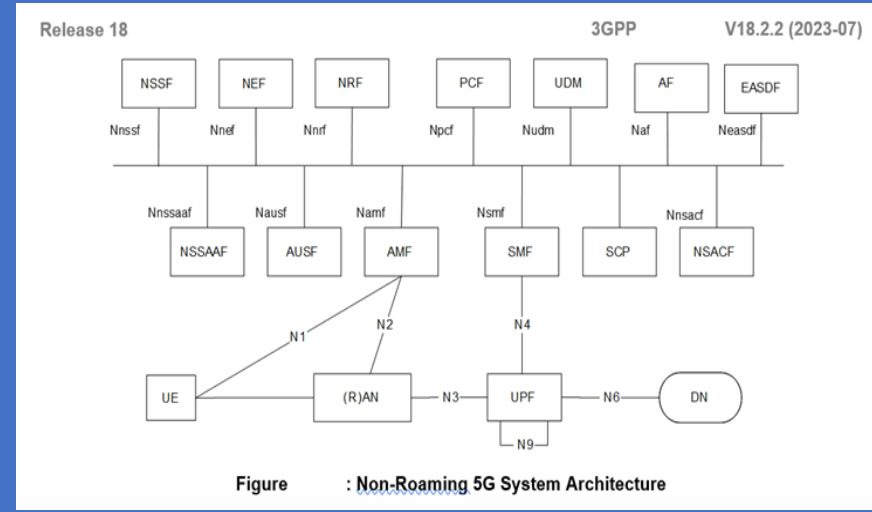 Release 18 3GPP V18.2.2 (2023-07)
NSSF NEF NRF PCF UDM AF EASDF
Nnssf Nnef Nnrf Npcf Nudm Naf Neasdf
Nnssaaf Nausf Namf Nsmf Nnsacf
NSSAAF AUSF AMF SMF SCP NSACF
N1 N2 N4
UE (R)AN N3 UPF N6 DN
N9
Figure : Non-Roaming 5G System Architecture